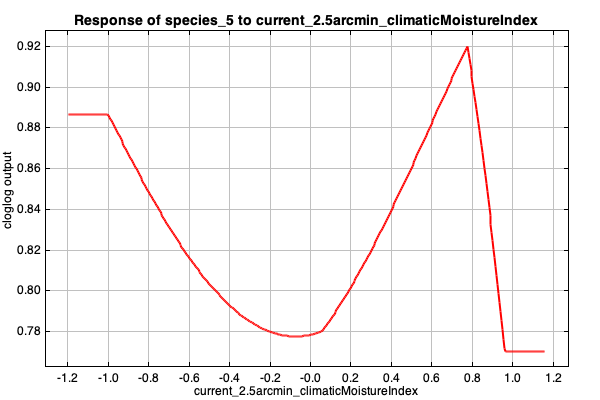 Response of species_5 to current_2.5arcmin_climaticMoistureIndex
0.92
0.90
0.88
0.86
0.84
0.82
0.80
0.78
cloglog output
-1.2 -1.0 -0.8 -0.6 -0.4 -0.2 -0.0 0.2 0.4 0.6 0.8 1.0 1.2
current_2.5arcmin_climaticMoistureIndex